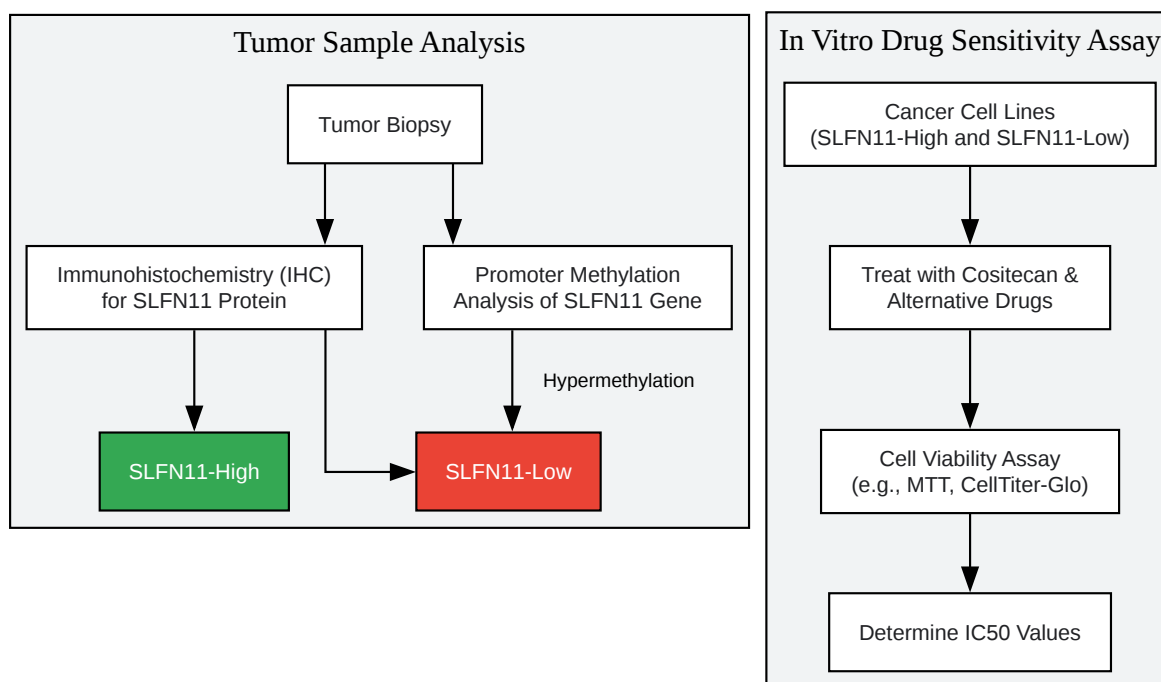 Tumor Sample Analysis
Tumor Biopsy
Immunohistochemistry (IHC)
for SLFN11 Protein
Promoter Methylation
Analysis of SLFN11 Gene
Hypermethylation
SLFN11-High
SLFN11-Low
In Vitro Drug Sensitivity Assay
Cancer Cell Lines
(SLFN11-High and SLFN11-Low)
Treat with Cositecan &
Alternative Drugs
Cell Viability Assay
(e.g., MTT, CellTiter-Glo)
Determine IC50 Values